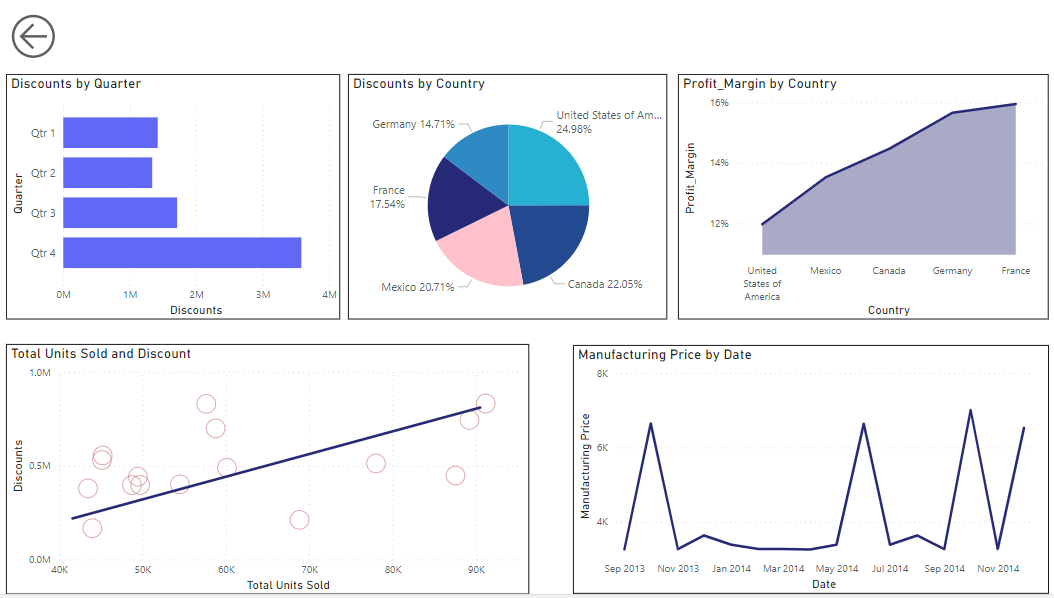 Discounts by Quarter
Quarter
Qtr 1
Qtr 2
Qtr 3
Qtr 4
0M 1M 2M 3M 4M
Discounts
Discounts by Country
United States of Am...
24.98%
Germany 14.71%
France
17.54%
Mexico 20.71%
Canada 22.05%
Profit_Margin by Country
Profit_Margin
16%
14%
12%
United
States of
America
Mexico
Canada
Germany
France
Country
Total Units Sold and Discount
Discounts
1.0M
0.5M
0.0M
40K 50K 60K 70K 80K 90K
Total Units Sold
Manufacturing Price by Date
Manufacturing Price
8K
6K
4K
Sep 2013 Nov 2013 Jan 2014 Mar 2014 May 2014 Jul 2014 Sep 2014 Nov 2014
Date